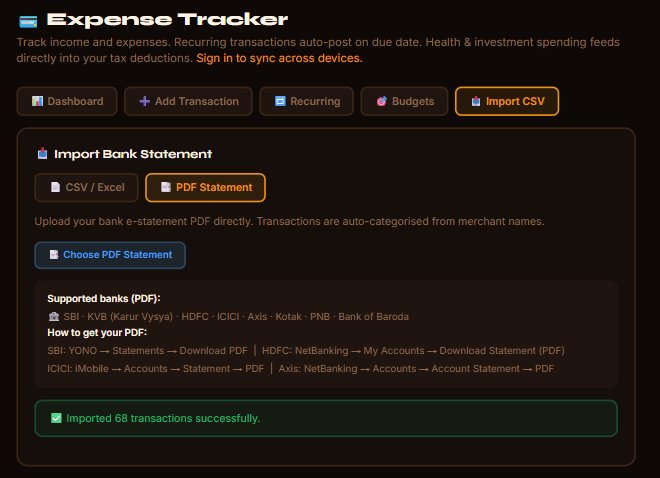 Expense Tracker
Track income and expenses. Recurring transactions auto-post on due date. Health & investment spending feeds
directly into your tax deductions. Sign in to sync across devices.
Dashboard
Add Transaction
Recurring
Budgets
Import CSV
Import Bank Statement
CSV / Excel
PDF Statement
Upload your bank e-statement PDF directly. Transactions are auto-categorised from merchant names.
Choose PDF Statement
Supported banks (PDF):
SBI · KVB (Karur Vysya) · HDFC · ICICI · Axis · Kotak · PNB · Bank of Baroda
How to get your PDF:
SBI: YONO → Statements → Download PDF | HDFC: NetBanking → My Accounts → Download Statement (PDF)
ICICI: iMobile → Accounts → Statement → PDF | Axis: NetBanking → Accounts → Account Statement → PDF
Imported 68 transactions successfully.